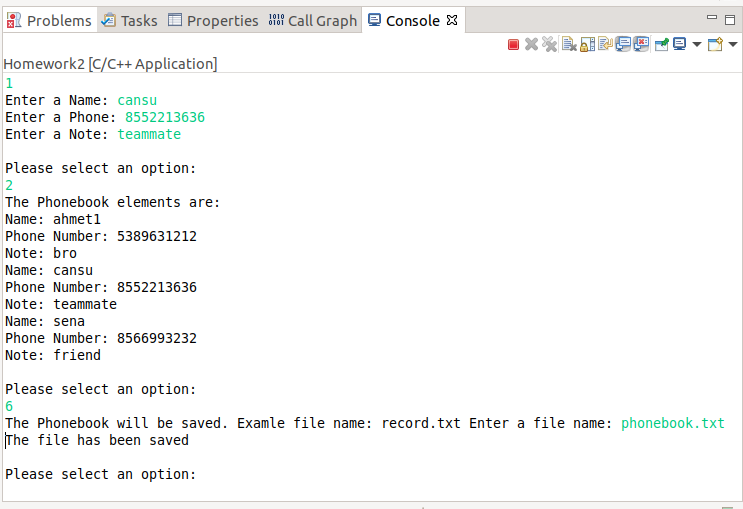 Problems Tasks Properties Call Graph Console
Homework2 [C/C++ Application]
1
Enter a Name: cansu
Enter a Phone: 8552213636
Enter a Note: teammate
Please select an option:
2
The Phonebook elements are:
Name: ahmet1
Phone Number: 5389631212
Note: bro
Name: cansu
Phone Number: 8552213636
Note: teammate
Name: sena
Phone Number: 8566993232
Note: friend
Please select an option:
6
The Phonebook will be saved. Examle file name: record.txt Enter a file name: phonebook.txt
The file has been saved
Please select an option: